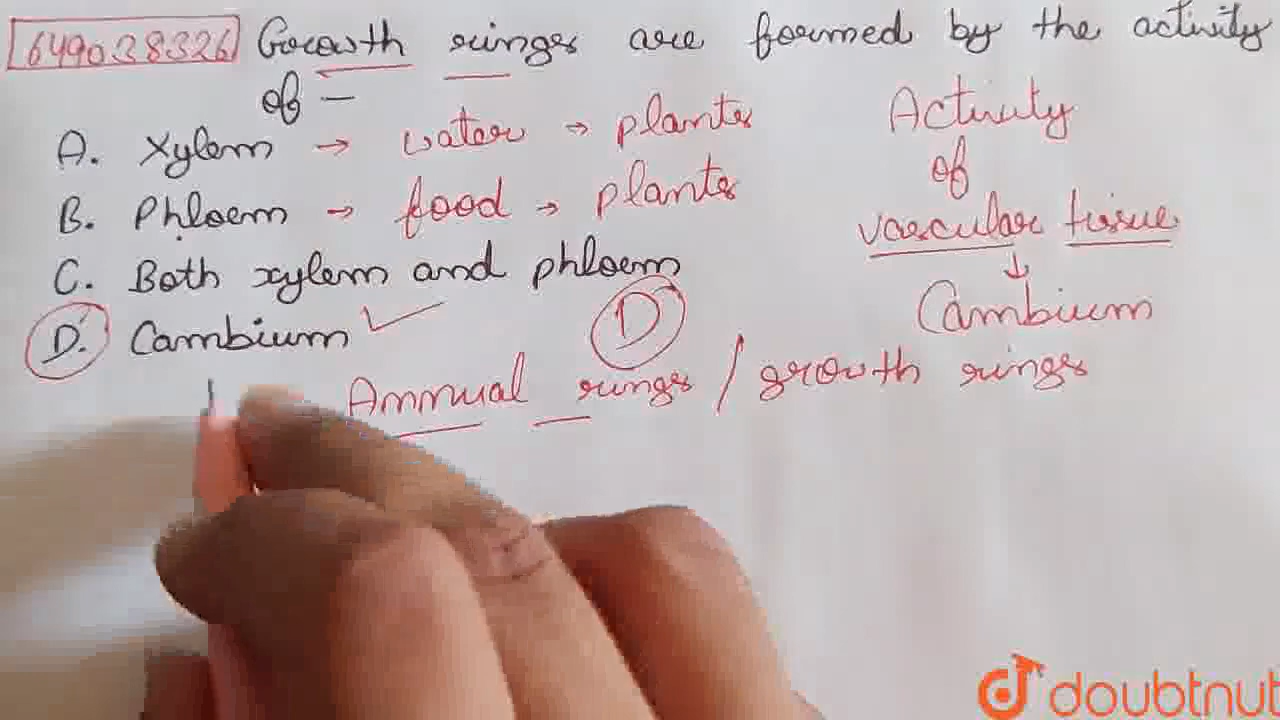 649038326 Growth rings are formed by the activity
of -
A. Xylem → water → plants
B. Phloem → food → plants
C. Both xylem and phloem
D. Cambium ✓ D
Activity
of
vascular tissue
↓
Cambium
Annual rings / growth rings
doubtnut